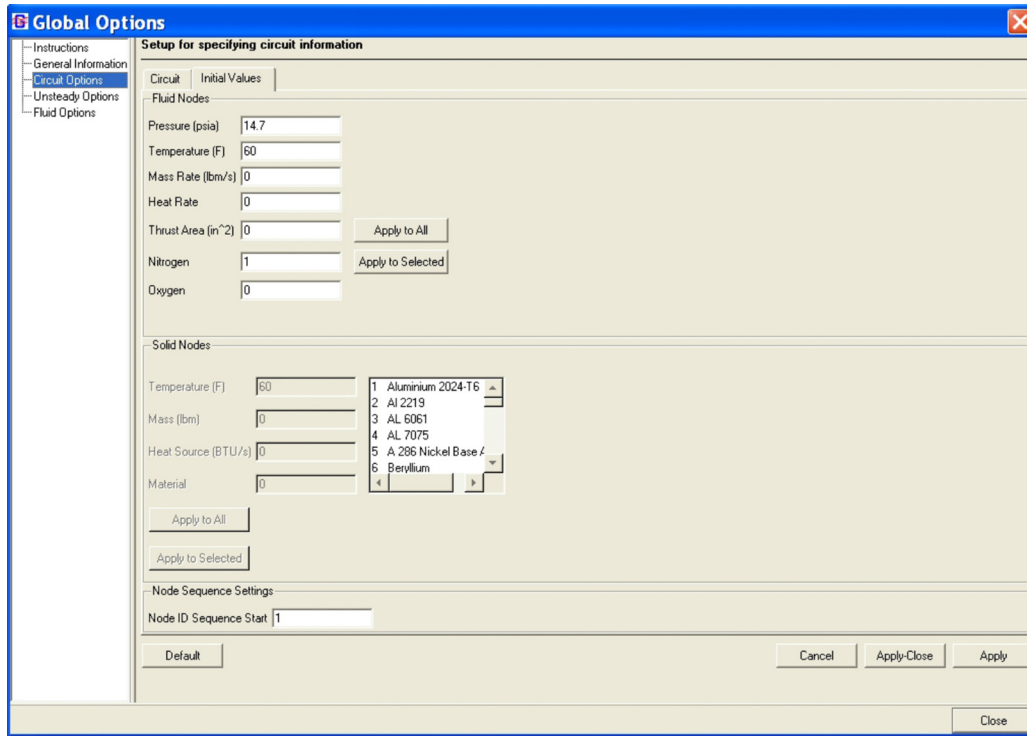 Global Options
Instructions
General Information
Circuit Options
Unsteady Options
Fluid Options
Setup for specifying circuit information
Circuit Initial Values
Fluid Nodes
Pressure (psia) 14.7
Temperature (F) 60
Mass Rate (lbm/s) 0
Heat Rate 0
Thrust Area (in^2) 0 Apply to All
Nitrogen 1 Apply to Selected
Oxygen 0
Solid Nodes
Temperature (F) 60
Mass (lbm) 0
Heat Source (BTU/s) 0
Material 0
1 Aluminium 2024-T6
2 Al 2219
3 AL 6061
4 AL 7075
5 A 286 Nickel Base
6 Beryllium
Apply to All
Apply to Selected
Node Sequence Settings
Node ID Sequence Start 1
Default Cancel Apply-Close Apply
Close